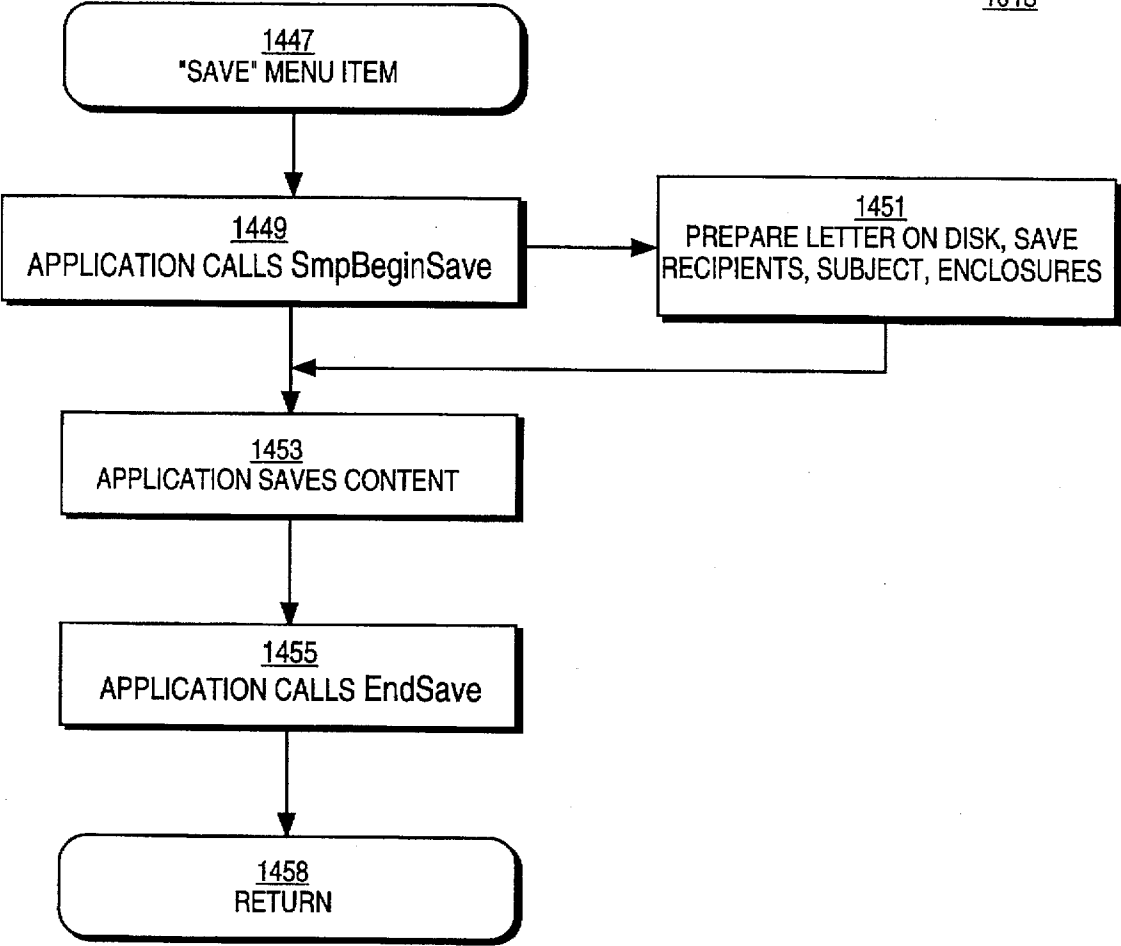 1447
"SAVE" MENU ITEM
1449
APPLICATION CALLS SmpBeginSave
1451
PREPARE LETTER ON DISK, SAVE
RECIPIENTS, SUBJECT, ENCLOSURES
1453
APPLICATION SAVES CONTENT
1455
APPLICATION CALLS EndSave
1458
RETURN